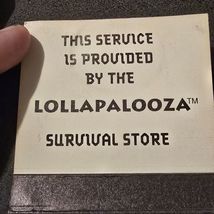 THIS SERVICE
IS PROVIDED
BY THE
LOLLAPALOOZA™
SURVIVAL STORE